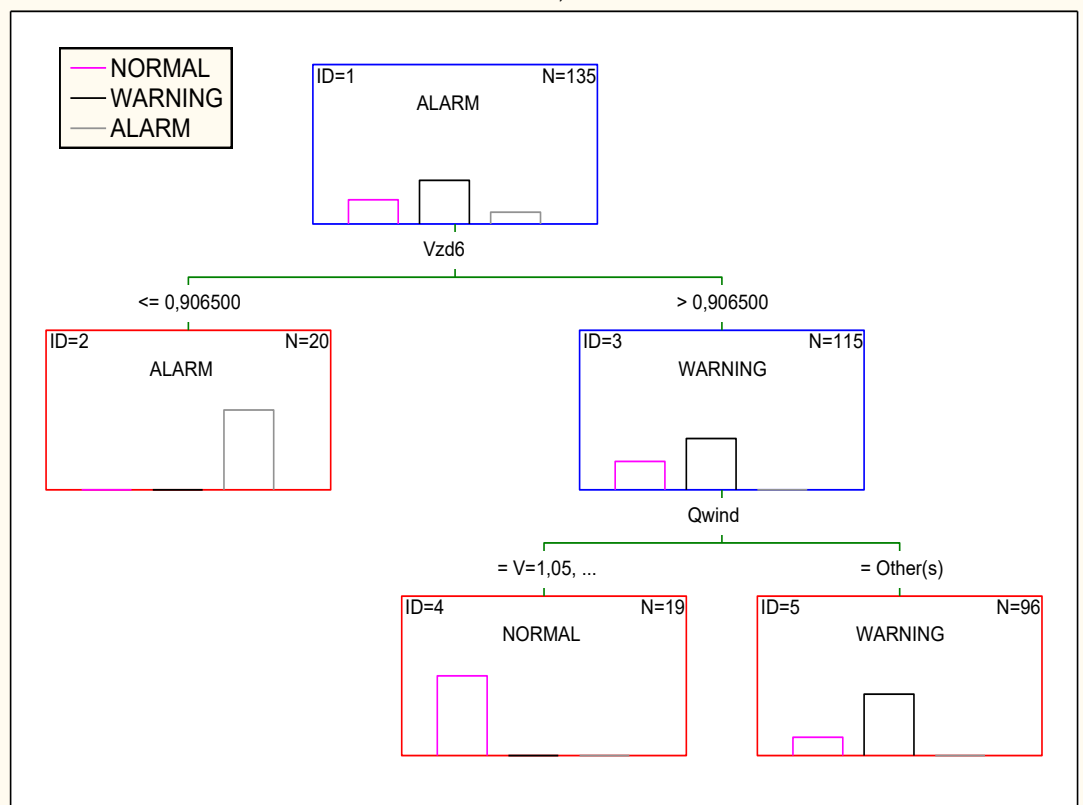 NORMAL
WARNING
ALARM
ID=1 N=135
ALARM
Vzd6
<= 0,906500 > 0,906500
ID=2 N=20
ALARM
ID=3 N=115
WARNING
Qwind
= V=1,05, ... = Other(s)
ID=4 N=19
NORMAL
ID=5 N=96
WARNING